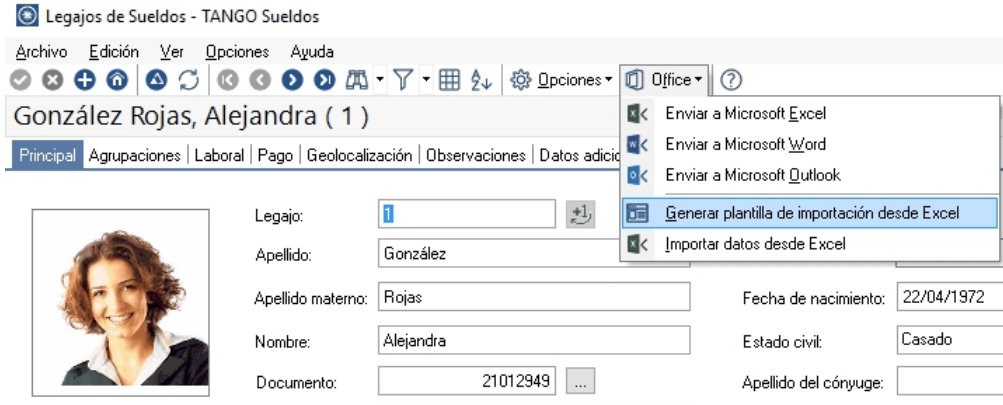 Legajos de Sueldos - TANGO Sueldos
Archivo Edición Ver Opciones Ayuda
Opciones Office
González Rojas, Alejandra ( 1 )
Principal Agrupaciones Laboral Pago Geolocalización Observaciones Datos adicio
Enviar a Microsoft Excel
Enviar a Microsoft Word
Enviar a Microsoft Outlook
Generar plantilla de importación desde Excel
Importar datos desde Excel
Legajo: 1 +1
Apellido: González
Apellido materno: Rojas Fecha de nacimiento: 22/04/1972
Nombre: Alejandra Estado civil: Casado
Documento: 21012949 ... Apellido del cónyuge: